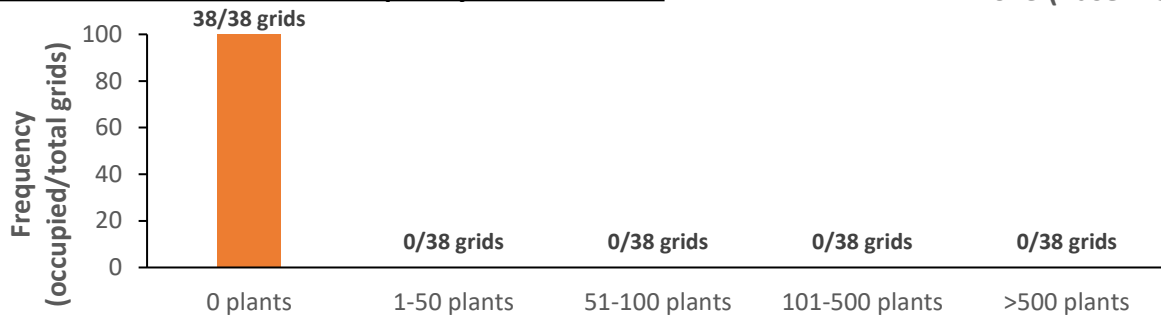 38/38 grids
100
80
60
40
20
0
Frequency
(occupied/total grids)
0/38 grids
0/38 grids
0/38 grids
0/38 grids
0 plants
1-50 plants
51-100 plants
101-500 plants
>500 plants